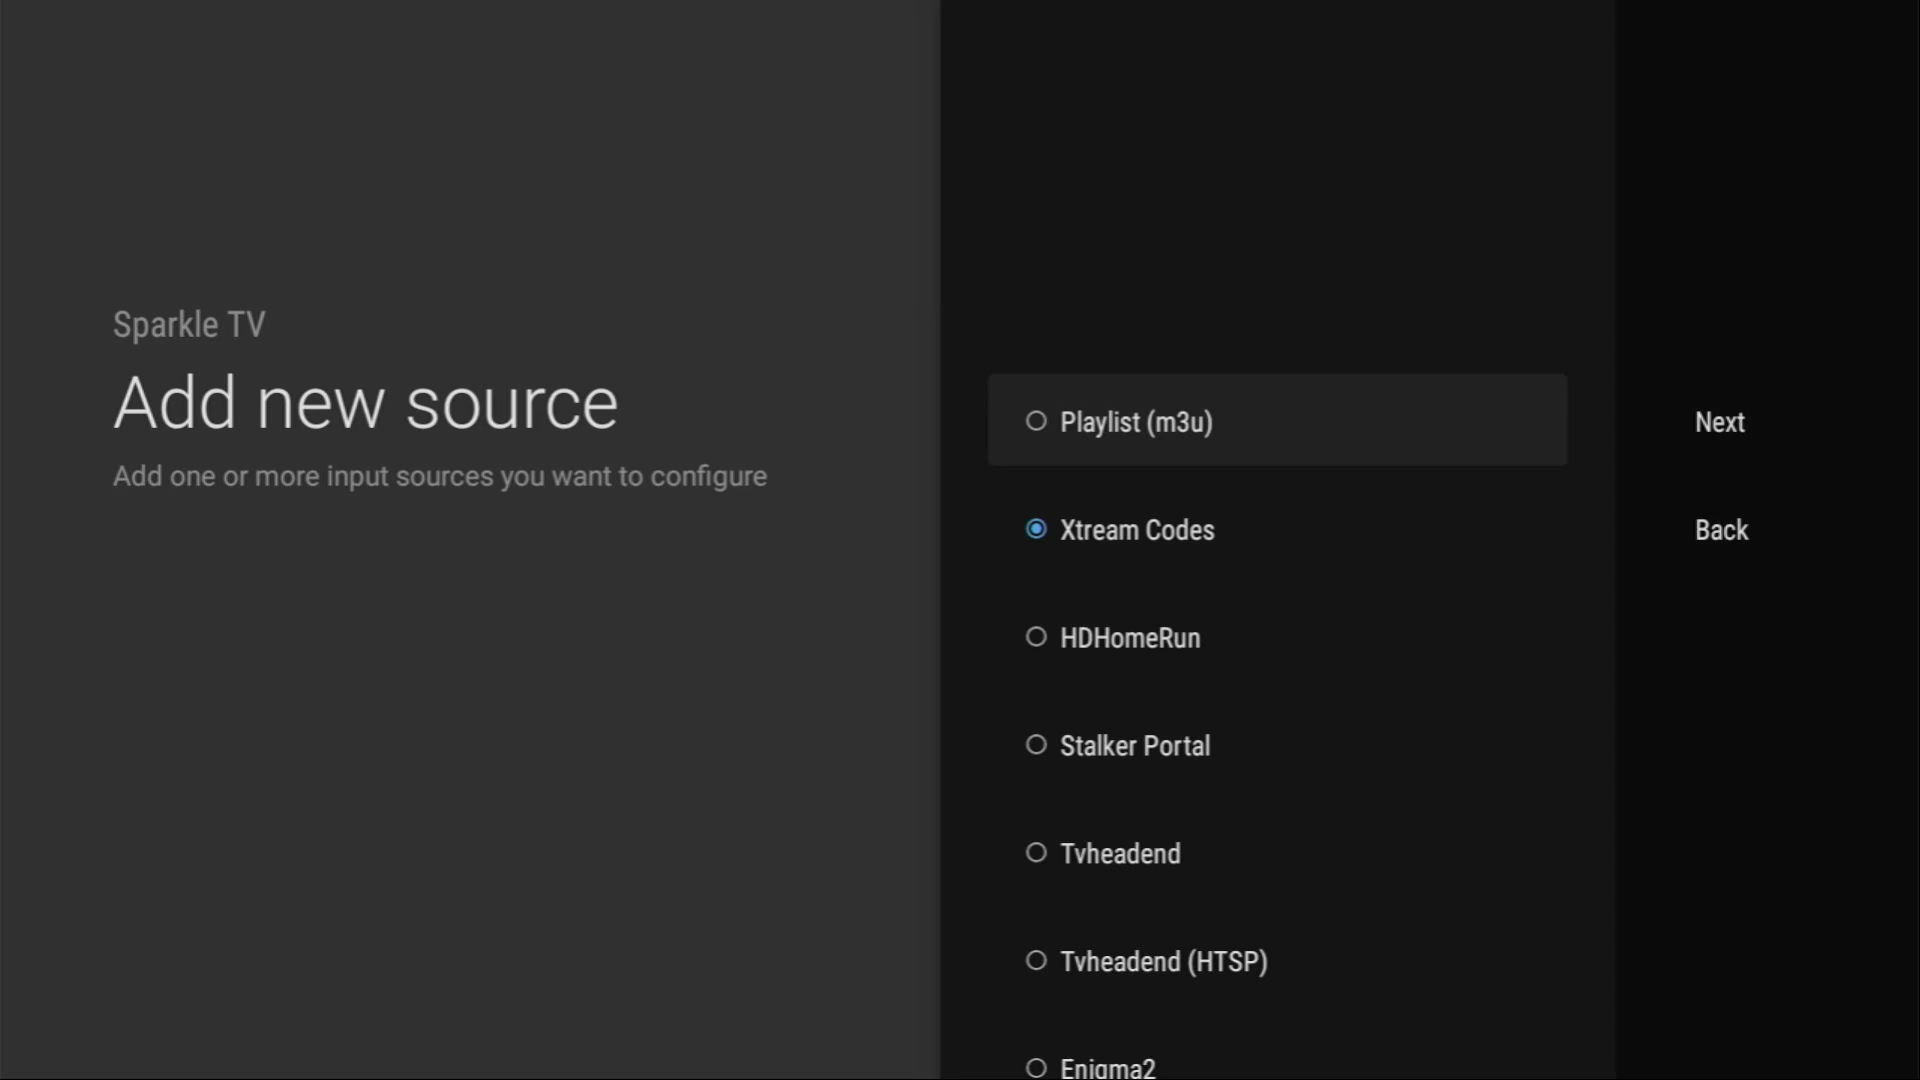 Sparkle TV
Add new source
Add one or more input sources you want to configure
Playlist (m3u)
Xtream Codes
HDHomeRun
Stalker Portal
Tvheadend
Tvheadend (HTSP)
Enigma2
Next
Back